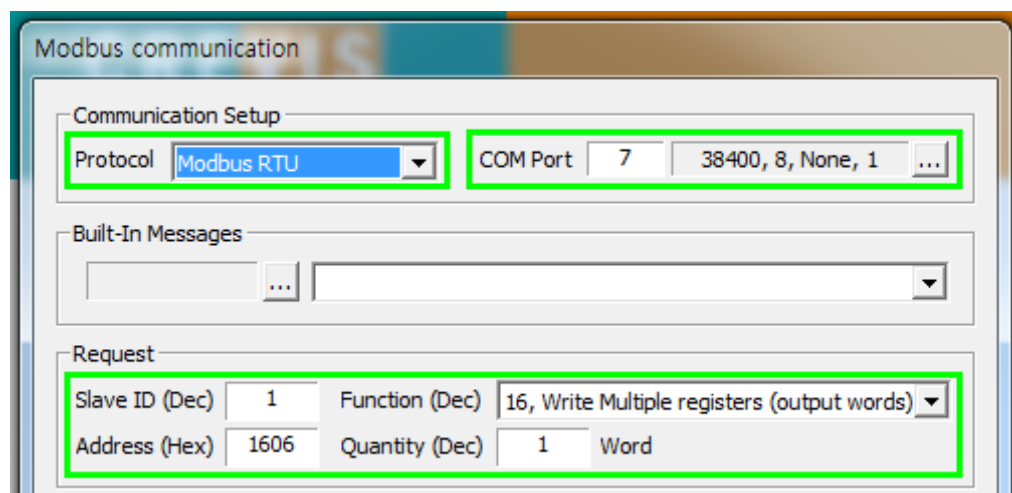 Modbus communication
Communication Setup
Protocol Modbus RTU COM Port 7 38400, 8, None, 1 ...
Built-In Messages
...
Request
Slave ID (Dec) 1 Function (Dec) 16, Write Multiple registers (output words)
Address (Hex) 1606 Quantity (Dec) 1 Word